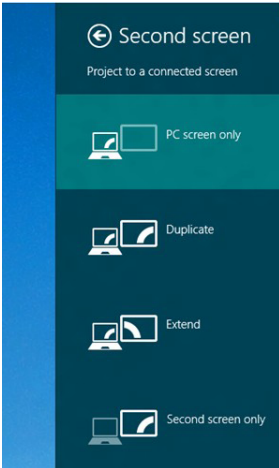 Second screen
Project to a connected screen
PC screen only
Duplicate
Extend
Second screen only